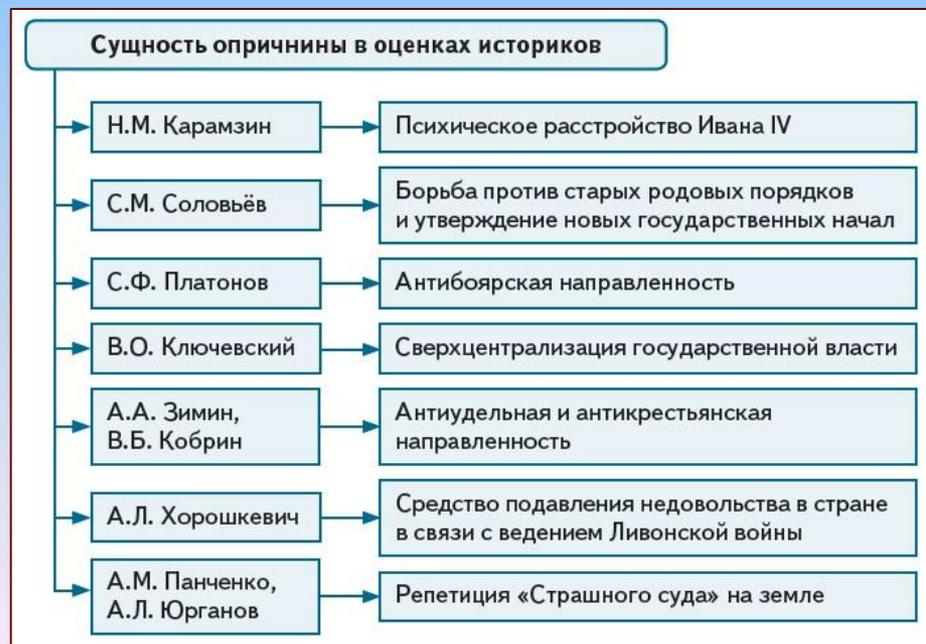 Сущность опричнины в оценках историков
Н.М. Карамзин
Психическое расстройство Ивана IV
С.М. Соловьёв
Борьба против старых родовых порядков
и утверждение новых государственных начал
С.Ф. Платонов
Антибоярская направленность
В.О. Ключевский
Сверхцентрализация государственной власти
А.А. Зимин,
В.Б. Кобрин
Антиудельная и антикрестьянская
направленность
А.Л. Хорошкевич
Средство подавления недовольства в стране
в связи с ведением Ливонской войны
А.М. Панченко,
А.Л. Юрганов
Репетиция «Страшного суда» на земле